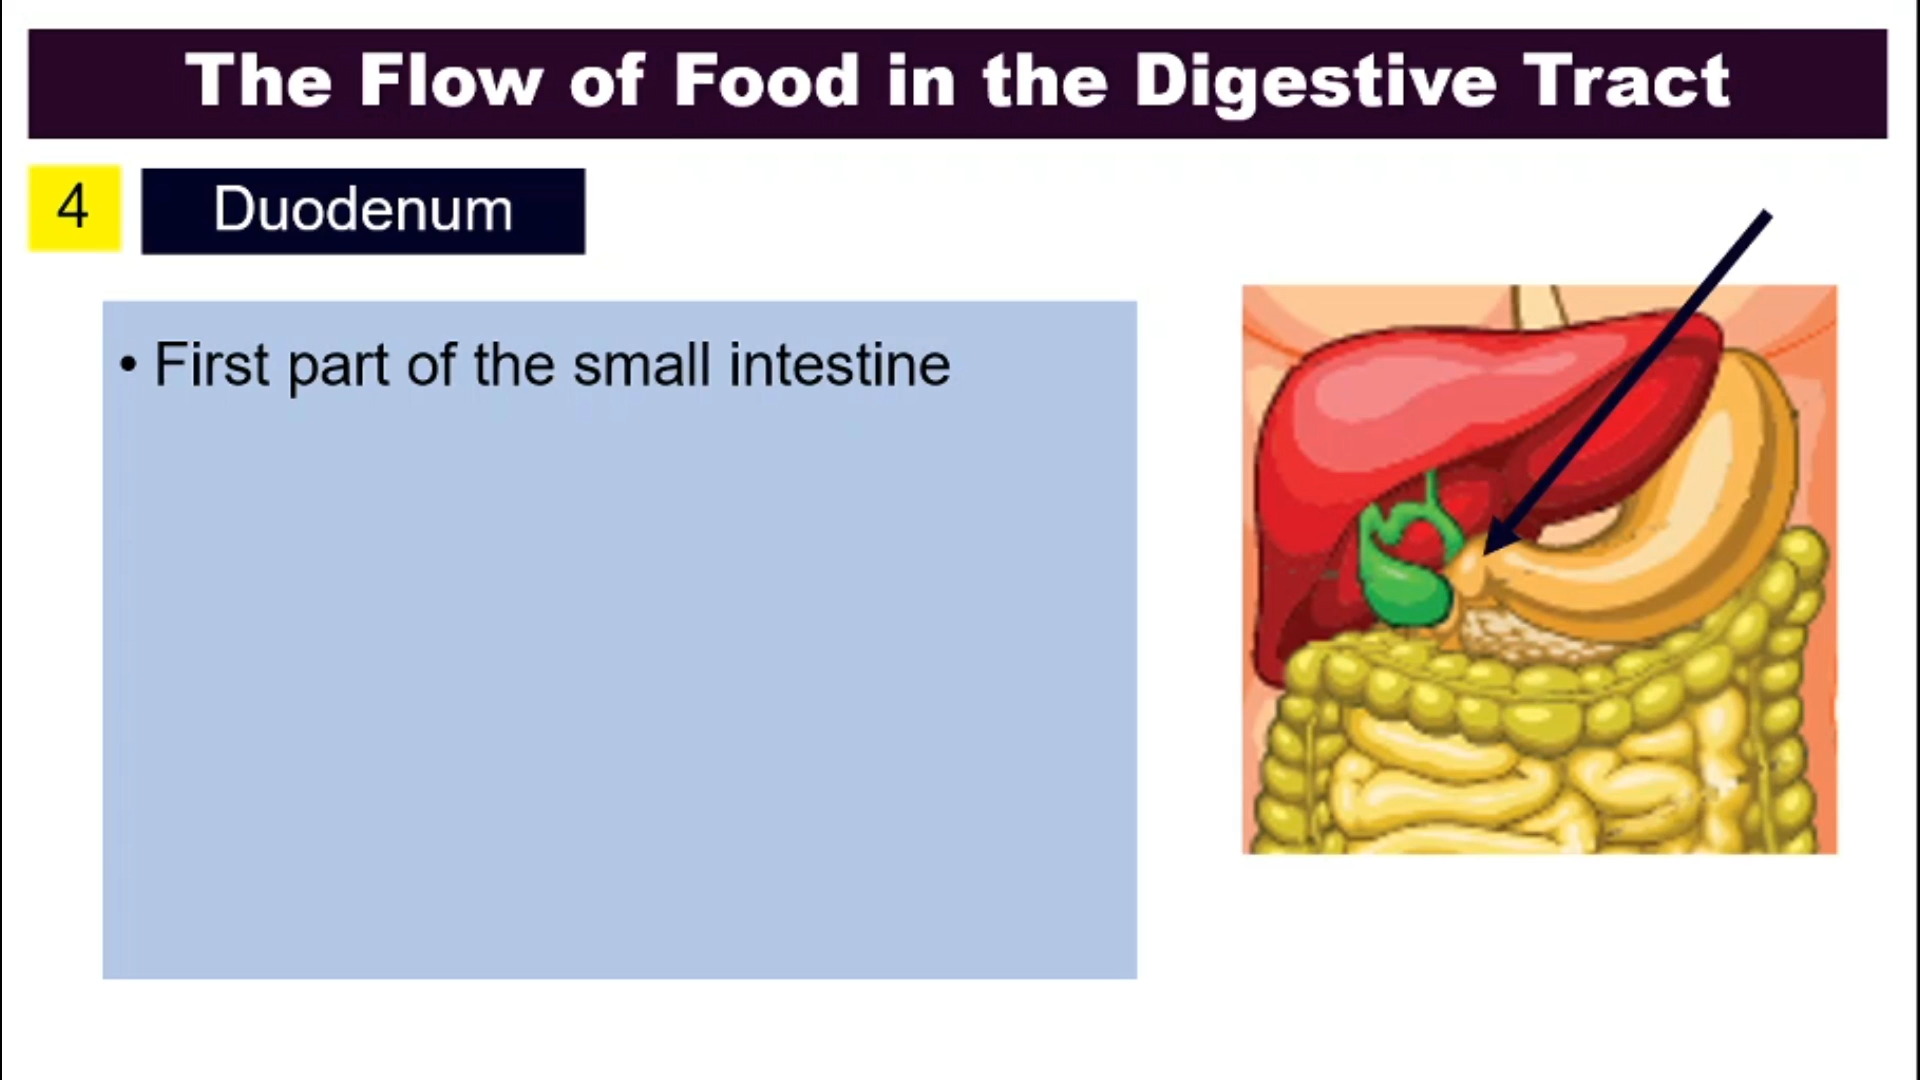 The Flow of Food in the Digestive Tract
4
Duodenum
• First part of the small intestine